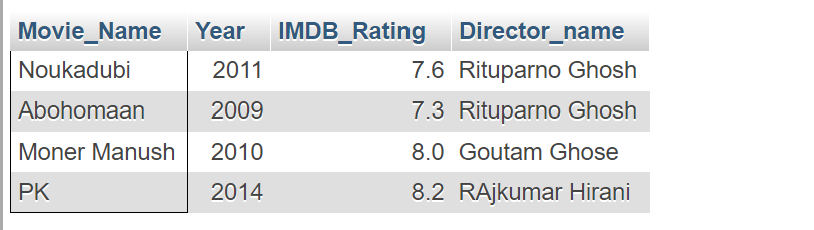 Movie_Name Year IMDB_Rating Director_name
Noukadubi 2011 7.6 Rituparno Ghosh
Abohomaan 2009 7.3 Rituparno Ghosh
Moner Manush 2010 8.0 Goutam Ghose
PK 2014 8.2 RAjkumar Hirani